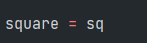 square = sq